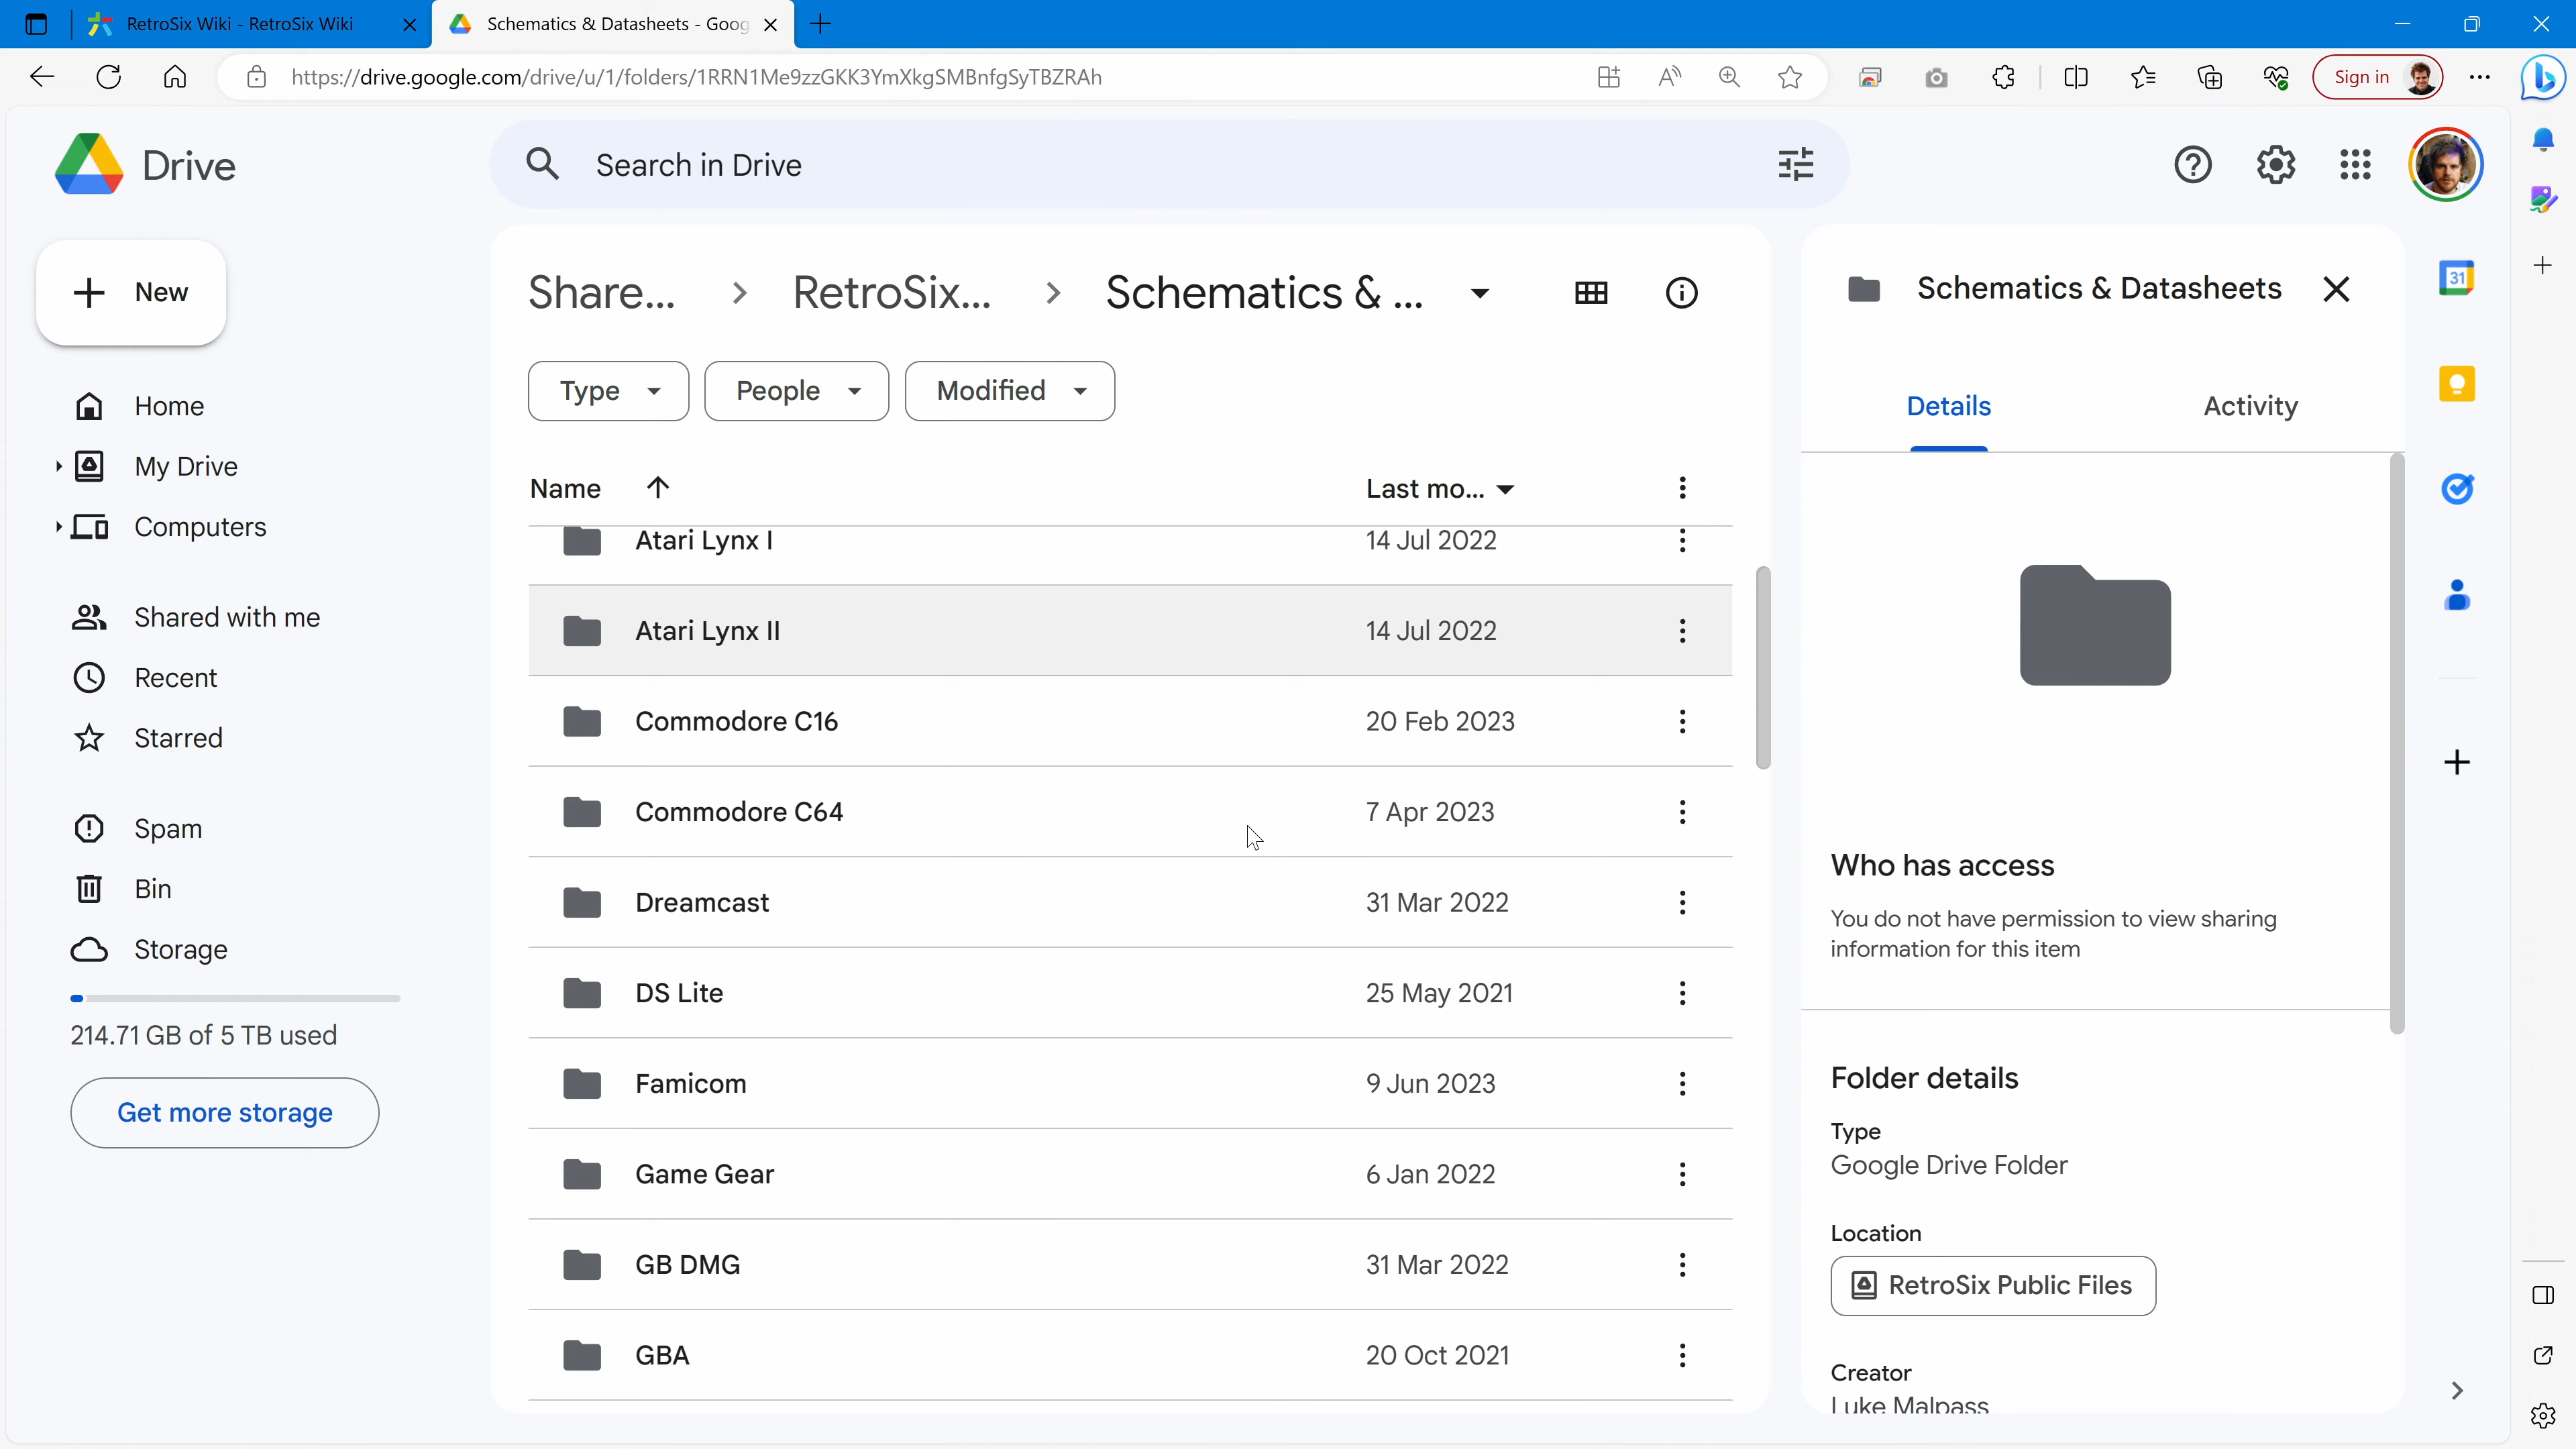 RetroSix Wiki - RetroSix Wiki
Schematics & Datasheets - Goog
https://drive.google.com/drive/u/1/folders/1RRN1Me9zzGKK3YmXkgSMBnfgSyTBZRAh
Sign in
Drive
Search in Drive
New
Home
My Drive
Computers
Shared with me
Recent
Starred
Spam
Bin
Storage
214.71 GB of 5 TB used
Get more storage
Share... > RetroSix... > Schematics & ...
Type People Modified
Name Last mo...
Atari Lynx I 14 Jul 2022
Atari Lynx II 14 Jul 2022
Commodore C16 20 Feb 2023
Commodore C64 7 Apr 2023
Dreamcast 31 Mar 2022
DS Lite 25 May 2021
Famicom 9 Jun 2023
Game Gear 6 Jan 2022
GB DMG 31 Mar 2022
GBA 20 Oct 2021
Schematics & Datasheets
Details Activity
Who has access
You do not have permission to view sharing
information for this item
Folder details
Type
Google Drive Folder
Location
RetroSix Public Files
Creator
Luke Malpass
31